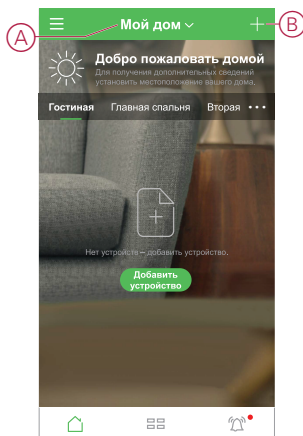 A
Мой дом
B
Добро пожаловать домой
Для получения дополнительных сведений
установить местоположение вашего дома.
Гостиная Главная спальня Вторая ...
Нет устройств – добавить устройство.
Добавить
устройство